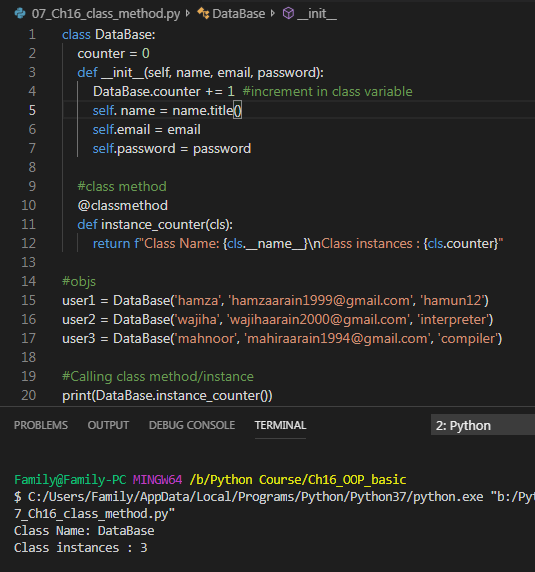 07_Ch16_class_method.py > DataBase > __init__
1 class DataBase:
2 counter = 0
3 def __init__(self, name, email, password):
4 DataBase.counter += 1 #increment in class variable
5 self. name = name.title()
6 self.email = email
7 self.password = password
8
9 #class method
10 @classmethod
11 def instance_counter(cls):
12 return f"Class Name: {cls.__name__}\nClass instances : {cls.counter}"
13
14 #objs
15 user1 = DataBase('hamza', 'hamzaarain1999@gmail.com', 'hamun12')
16 user2 = DataBase('wajiha', 'wajihaarain2000@gmail.com', 'interpreter')
17 user3 = DataBase('mahnoor', 'mahiraarain1994@gmail.com', 'compiler')
18
19 #Calling class method/instance
20 print(DataBase.instance_counter())
PROBLEMS OUTPUT DEBUG CONSOLE TERMINAL 2: Python
Family@Family-PC MINGW64 /b/Python Course/Ch16_OOP_basic
$ C:/Users/Family/AppData/Local/Programs/Python/Python37/python.exe "b:/Pyt
7_Ch16_class_method.py"
Class Name: DataBase
Class instances : 3